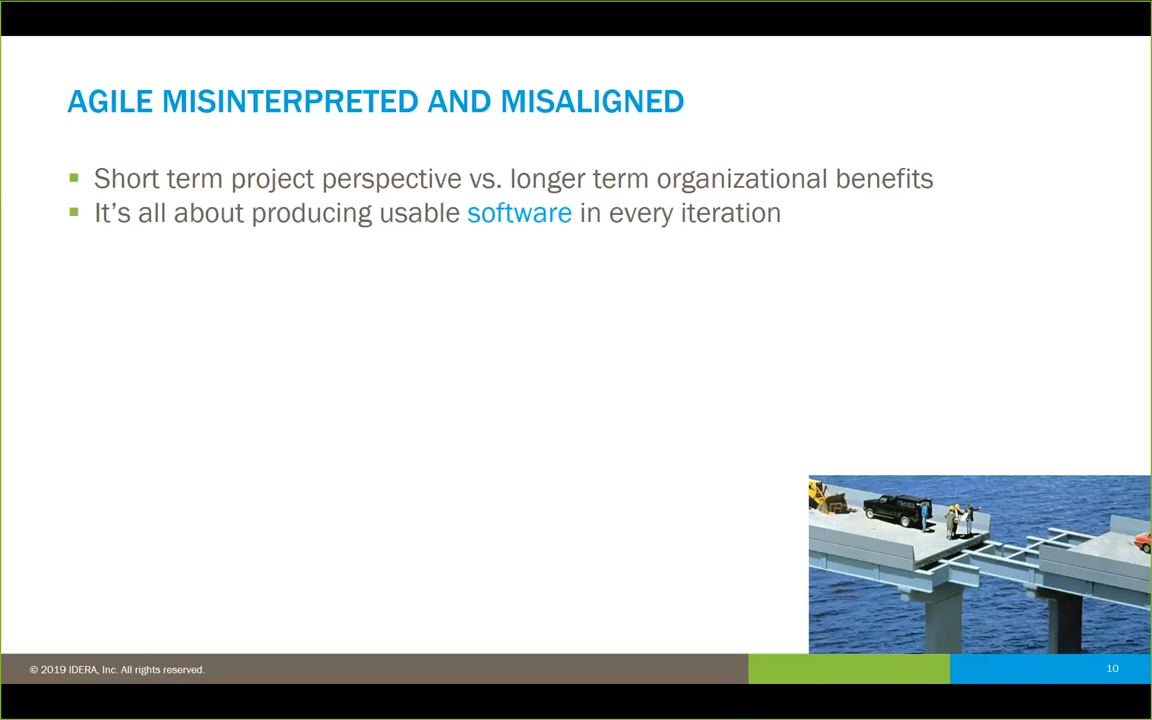 AGILE MISINTERPRETED AND MISALIGNED
▪ Short term project perspective vs. longer term organizational benefits
▪ It’s all about producing usable software in every iteration
© 2019 IDERA, Inc. All rights reserved.
10